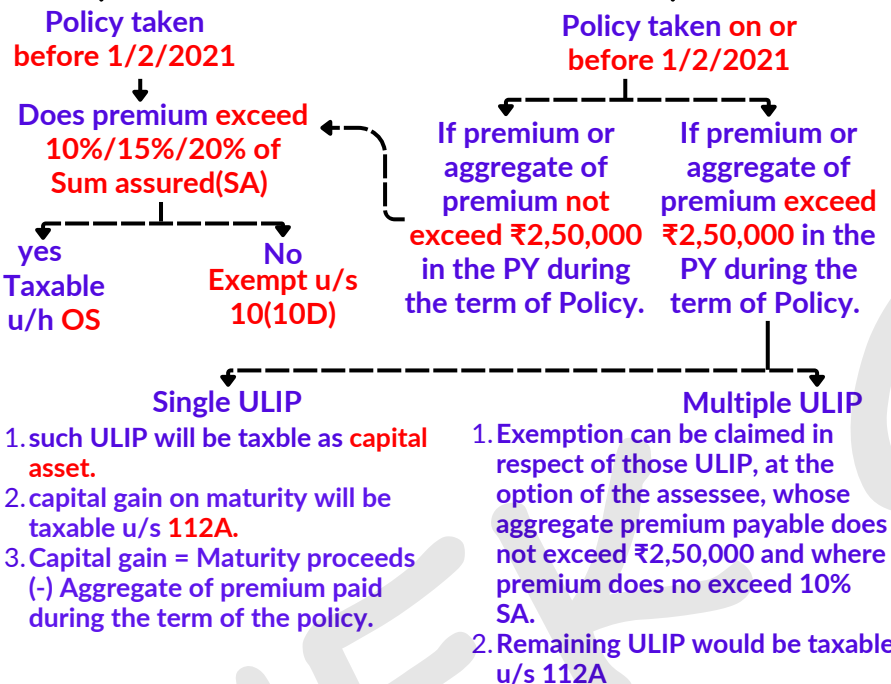 Policy taken
before 1/2/2021
Does premium exceed
10%/15%/20% of
Sum assured(SA)
yes
Taxable
u/h OS
No
Exempt u/s
10(10D)
Policy taken on or
before 1/2/2021
If premium or
aggregate of
premium not
exceed ₹2,50,000
in the PY during
the term of Policy.
If premium or
aggregate of
premium exceed
₹2,50,000 in the
PY during the
term of Policy.
Single ULIP
1. such ULIP will be taxble as capital
asset.
2. capital gain on maturity will be
taxable u/s 112A.
3. Capital gain = Maturity proceeds
(-) Aggregate of premium paid
during the term of the policy.
Multiple ULIP
1. Exemption can be claimed in
respect of those ULIP, at the
option of the assessee, whose
aggregate premium payable does
not exceed ₹2,50,000 and where
premium does no exceed 10%
SA.
2. Remaining ULIP would be taxable
u/s 112A